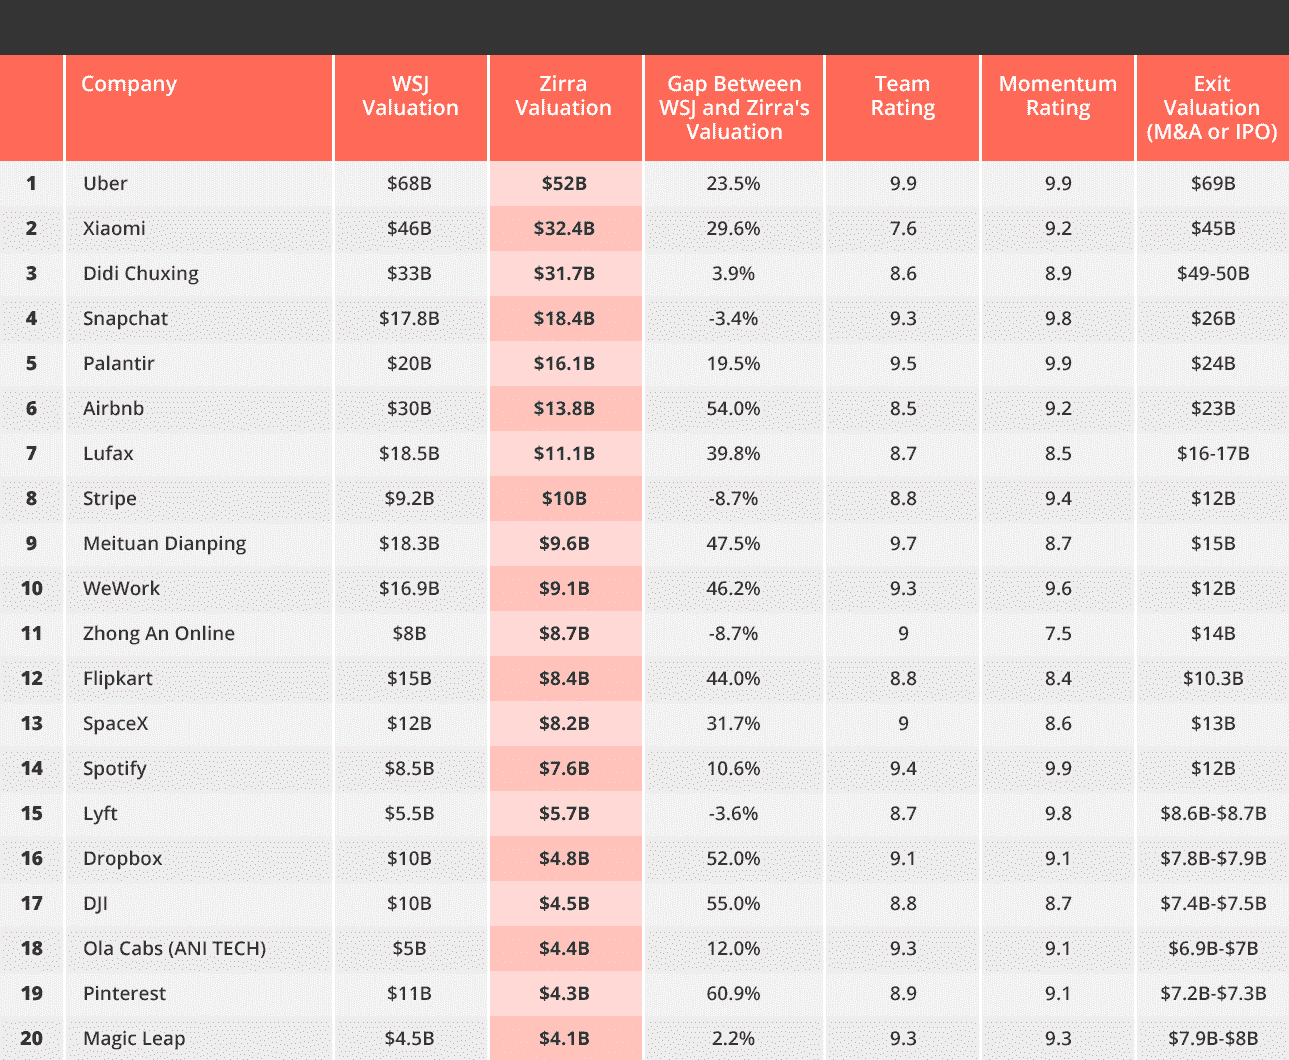 Company WSJ Valuation Zirra Valuation Gap Between WSJ and Zirra's Valuation Team Rating Momentum Rating Exit Valuation (M&A or IPO)
1 Uber $68B $52B 23.5% 9.9 9.9 $69B
2 Xiaomi $46B $32.4B 29.6% 7.6 9.2 $45B
3 Didi Chuxing $33B $31.7B 3.9% 8.6 8.9 $49-50B
4 Snapchat $17.8B $18.4B -3.4% 9.3 9.8 $26B
5 Palantir $20B $16.1B 19.5% 9.5 9.9 $24B
6 Airbnb $30B $13.8B 54.0% 8.5 9.2 $23B
7 Lufax $18.5B $11.1B 39.8% 8.7 8.5 $16-17B
8 Stripe $9.2B $10B -8.7% 8.8 9.4 $12B
9 Meituan Dianping $18.3B $9.6B 47.5% 9.7 8.7 $15B
10 WeWork $16.9B $9.1B 46.2% 9.3 9.6 $12B
11 Zhong An Online $8B $8.7B -8.7% 9 7.5 $14B
12 Flipkart $15B $8.4B 44.0% 8.8 8.4 $10.3B
13 SpaceX $12B $8.2B 31.7% 9 8.6 $13B
14 Spotify $8.5B $7.6B 10.6% 9.4 9.9 $12B
15 Lyft $5.5B $5.7B -3.6% 8.7 9.8 $8.6B-$8.7B
16 Dropbox $10B $4.8B 52.0% 9.1 9.1 $7.8B-$7.9B
17 DJI $10B $4.5B 55.0% 8.8 8.7 $7.4B-$7.5B
18 Ola Cabs (ANI TECH) $5B $4.4B 12.0% 9.3 9.1 $6.9B-$7B
19 Pinterest $11B $4.3B 60.9% 8.9 9.1 $7.2B-$7.3B
20 Magic Leap $4.5B $4.1B 2.2% 9.3 9.3 $7.9B-$8B